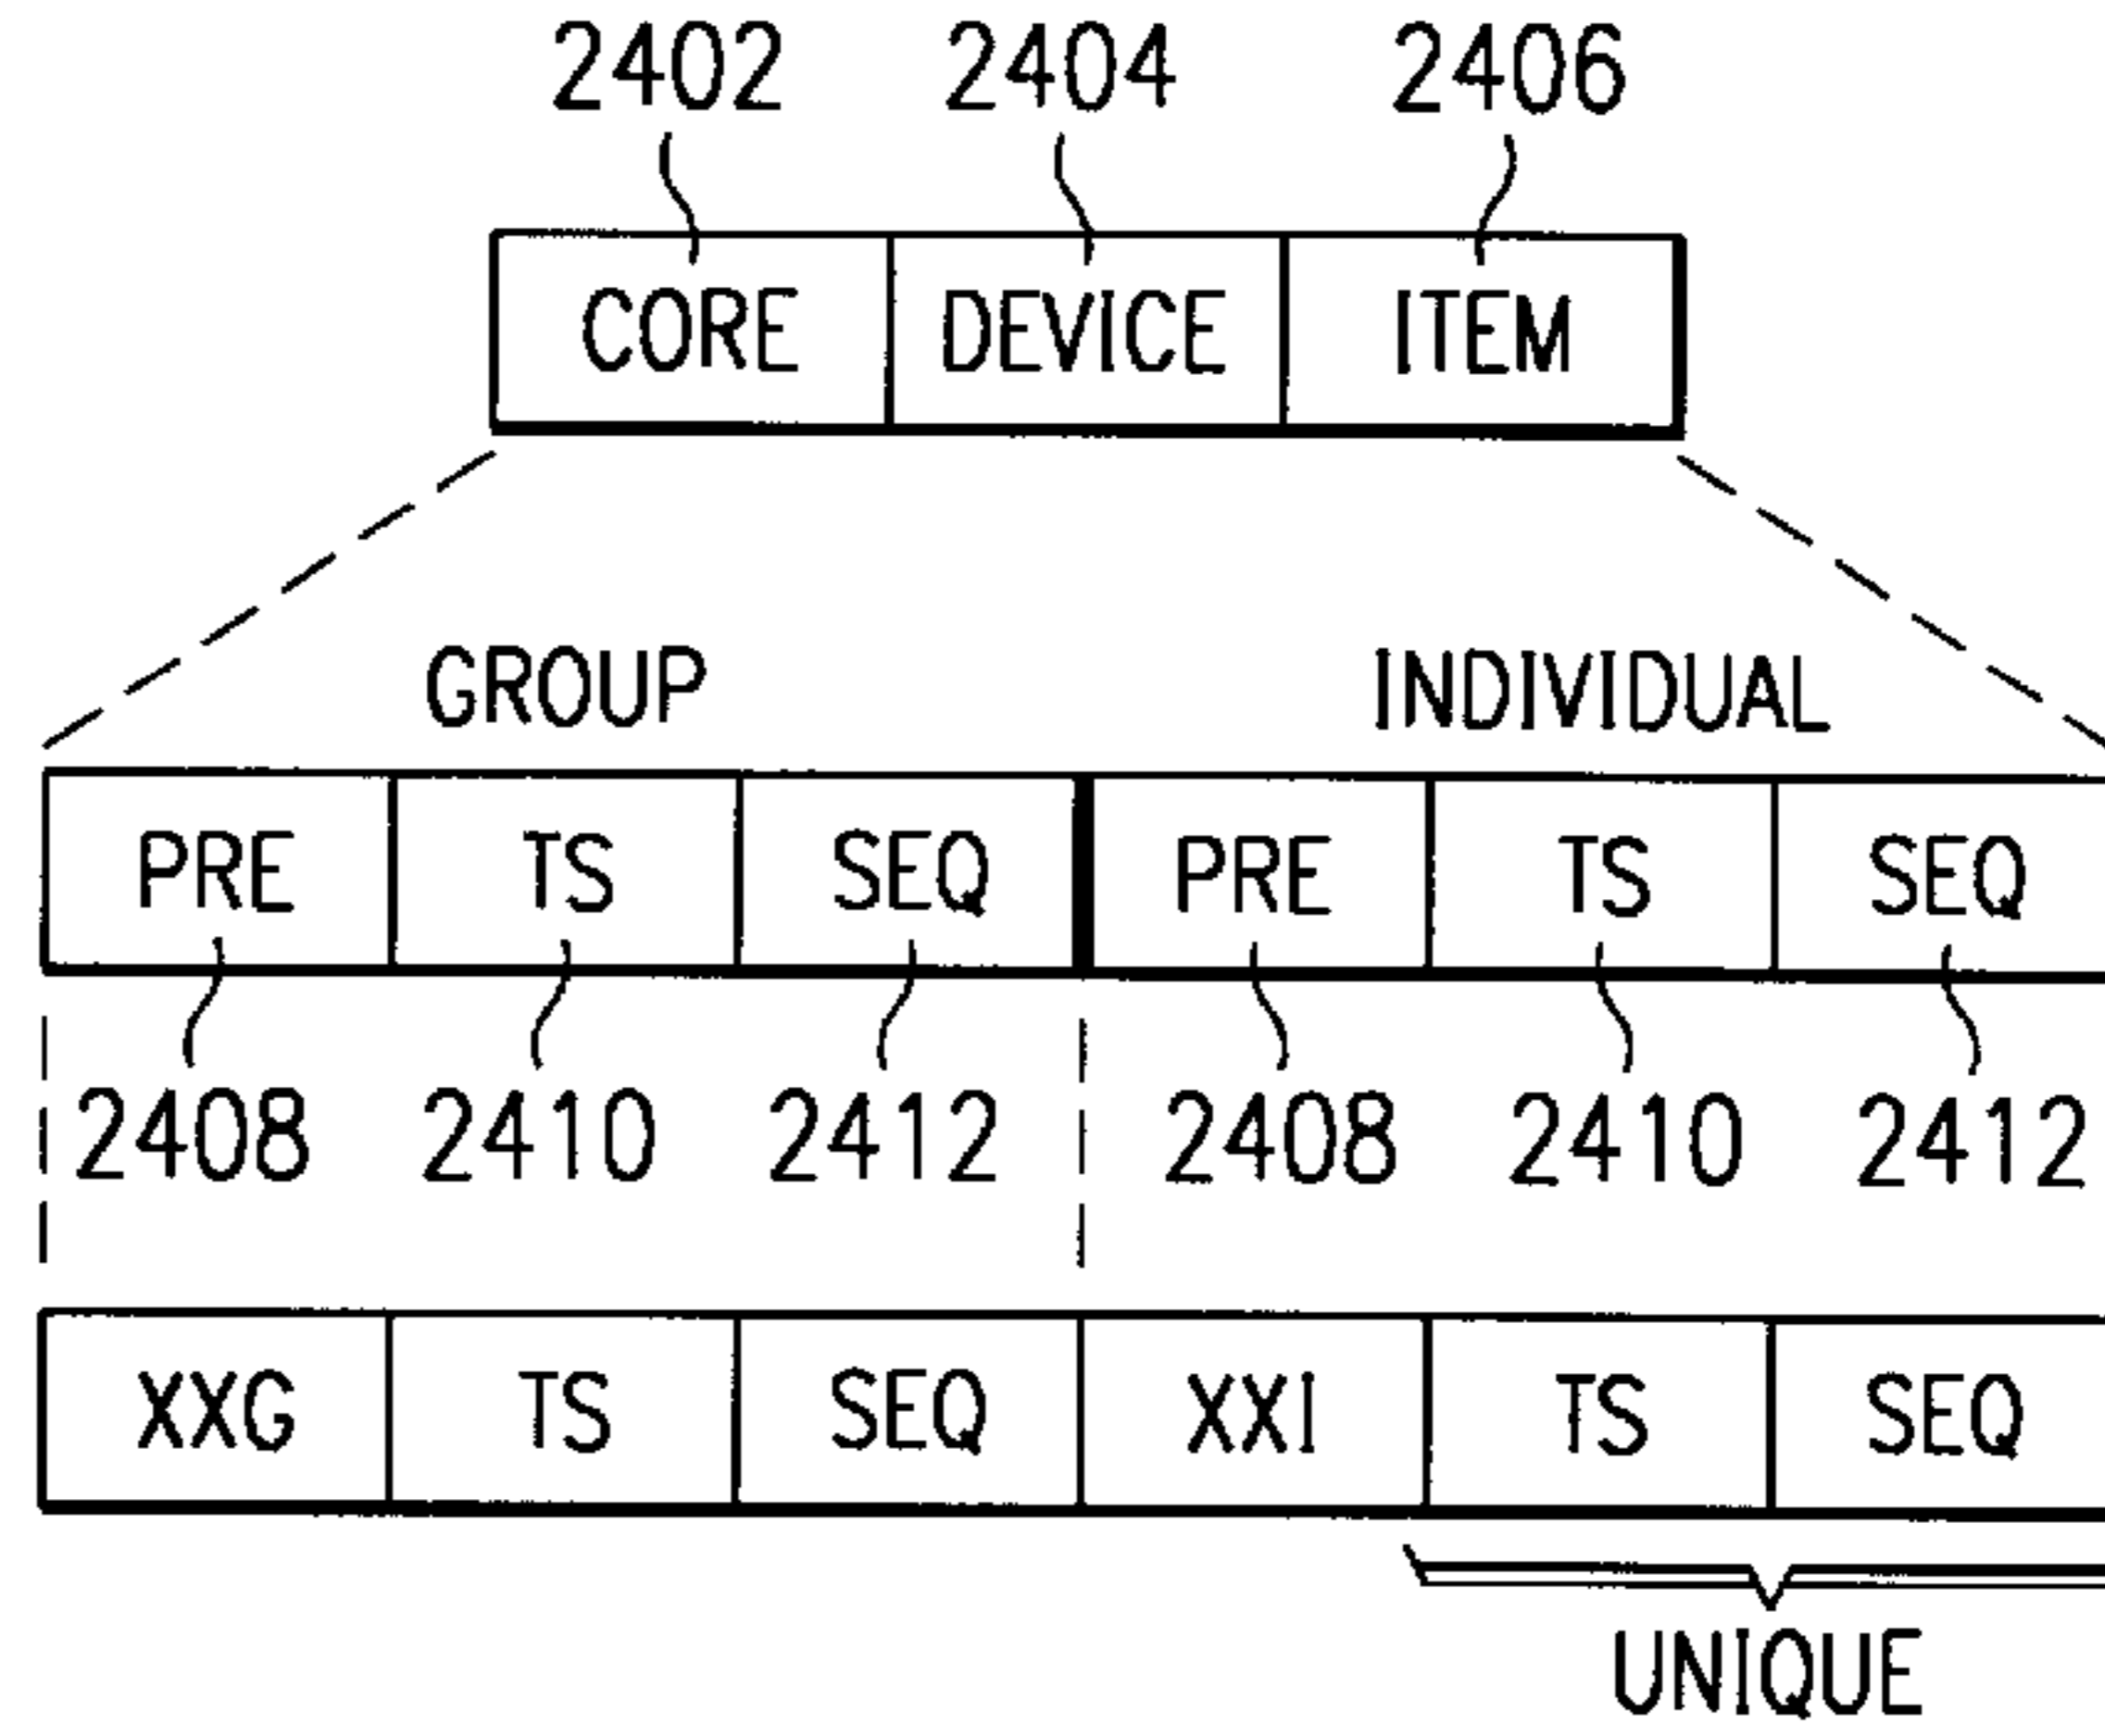 2402 2404 2406
CORE DEVICE ITEM
GROUP INDIVIDUAL
PRE TS SEQ PRE TS SEQ
2408 2410 2412 2408 2410 2412
XXG TS SEQ XXI TS SEQ
UNIQUE